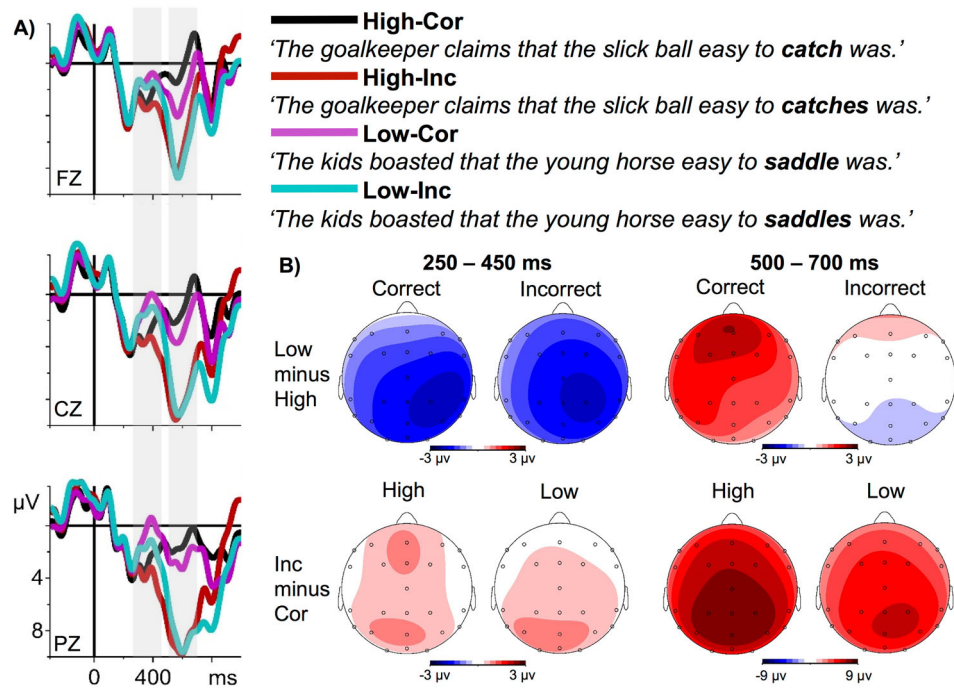 A)
FZ
CZ
µV
4
8
PZ
0 400 ms
High-Cor
‘The goalkeeper claims that the slick ball easy to catch was.’
High-Inc
‘The goalkeeper claims that the slick ball easy to catches was.’
Low-Cor
‘The kids boasted that the young horse easy to saddle was.’
Low-Inc
‘The kids boasted that the young horse easy to saddles was.’
B) 250 – 450 ms 500 – 700 ms
Correct Incorrect Correct Incorrect
Low
minus
High
-3 µv 3 µv -3 µv 3 µv
High Low High Low
Inc
minus
Cor
-3 µv 3 µv -9 µv 9 µv